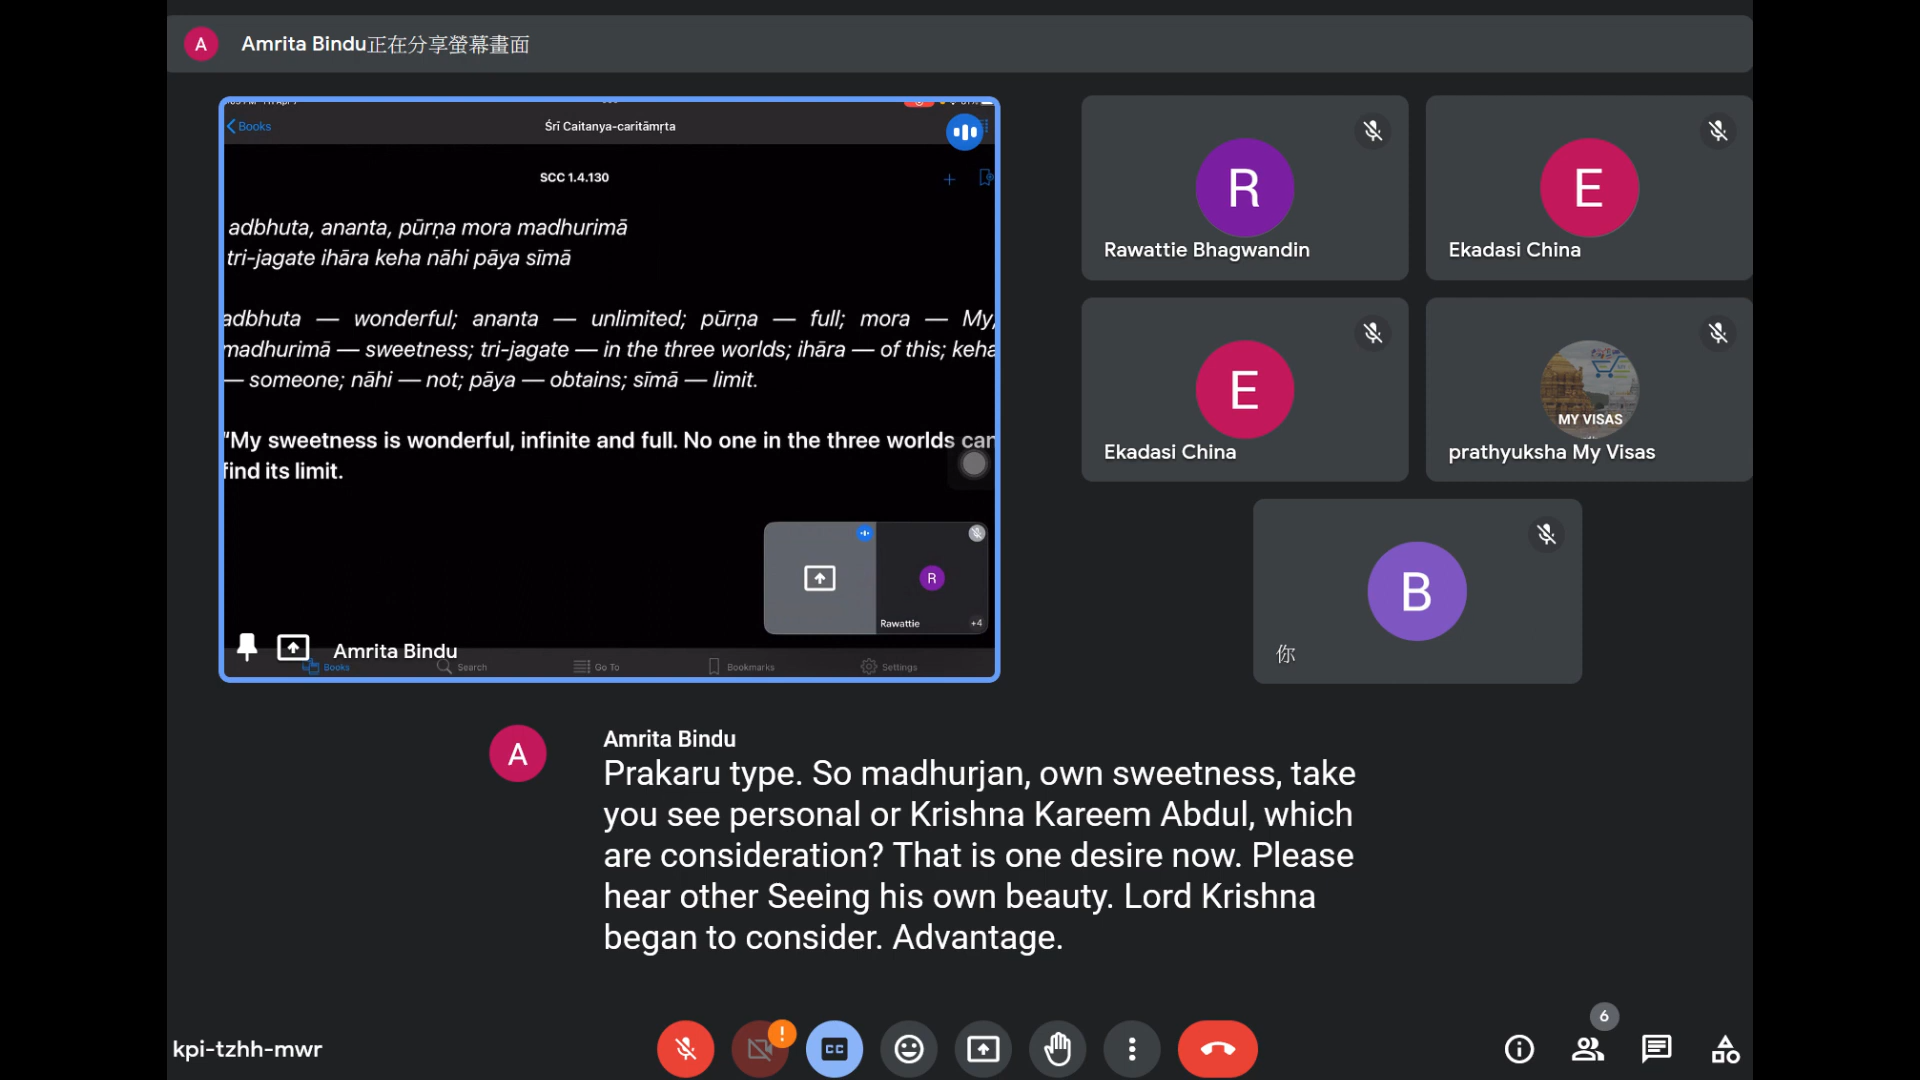 A
Amrita Bindu正在分享螢幕畫面
Books
Śrī Caitanya-caritāmṛta
SCC 1.4.130
adbhuta, ananta, pūrṇa mora madhurimā
tri-jagate ihāra keha nāhi pāya sīmā
adbhuta — wonderful; ananta — unlimited; pūrṇa — full; mora — My;
madhurimā — sweetness; tri-jagate — in the three worlds; ihāra — of this; keha
— someone; nāhi — not; pāya — obtains; sīmā — limit.
"My sweetness is wonderful, infinite and full. No one in the three worlds can
find its limit.
R
Rawattie
+4
Amrita Bindu
Books
Search
Go To
Bookmarks
Settings
R
Rawattie Bhagwandin
E
Ekadasi China
E
Ekadasi China
MY VISAS
prathyuksha My Visas
B
你
A
Amrita Bindu
Prakaru type. So madhurjan, own sweetness, take
you see personal or Krishna Kareem Abdul, which
are consideration? That is one desire now. Please
hear other Seeing his own beauty. Lord Krishna
began to consider. Advantage.
kpi-tzhh-mwr
CC
6